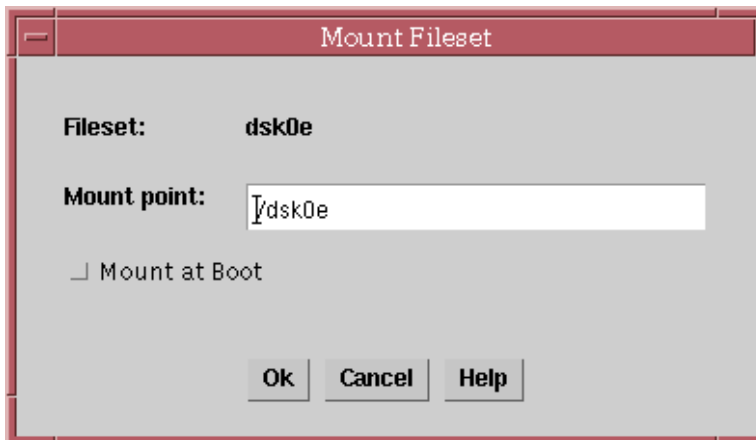 Mount Fileset
Fileset: dsk0e
Mount point: /dsk0e
Mount at Boot
Ok Cancel Help